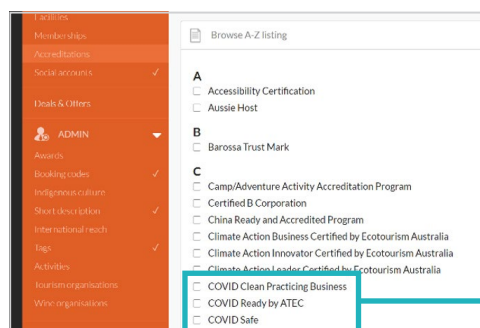 Facilities
Memberships
Accreditations
Social accounts
Deals & Offers
ADMIN
Awards
Booking codes
Indigenous culture
Short description
International reach
Tags
Activities
Tourism organisations
Wine organisations
Browse A-Z listing
A
Accessibility Certification
Aussie Host
B
Barossa Trust Mark
C
Camp/Adventure Activity Accreditation Program
Certified B Corporation
China Ready and Accredited Program
Climate Action Business Certified by Ecotourism Australia
Climate Action Innovator Certified by Ecotourism Australia
Climate Action Leader Certified by Ecotourism Australia
COVID Clean Practicing Business
COVID Ready by ATEC
COVID Safe